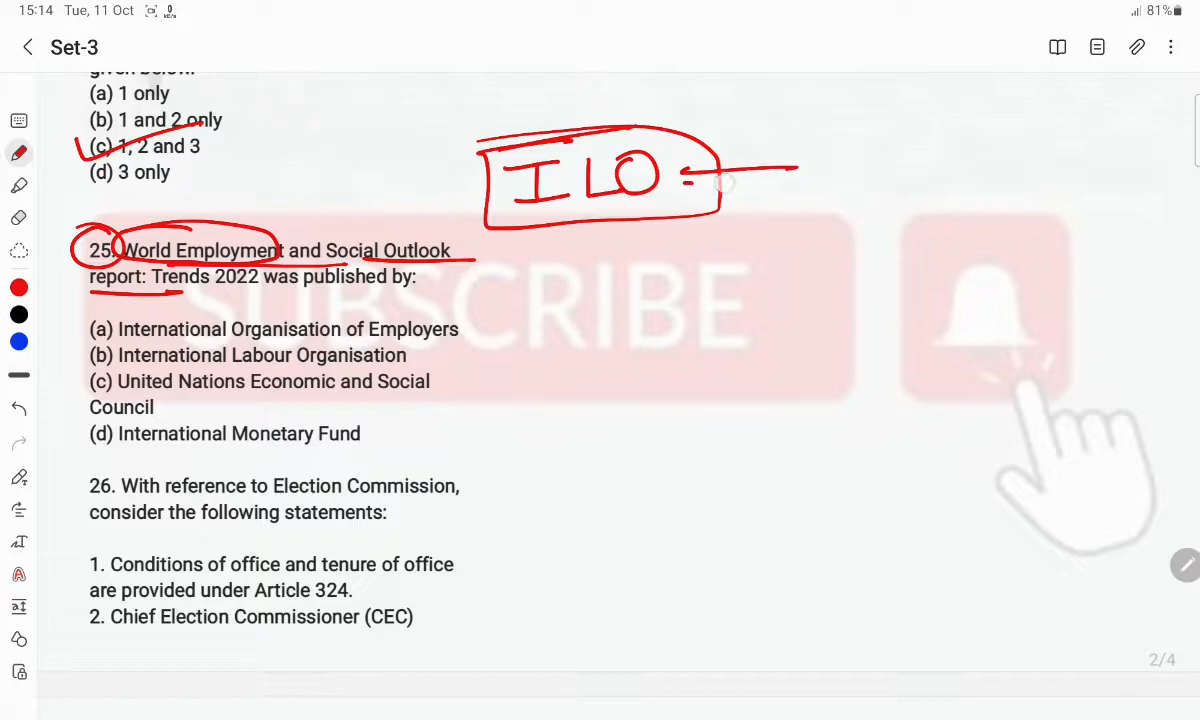 15:14 Tue, 11 Oct
81%
Set-3
given below:
(a) 1 only
(b) 1 and 2 only
(c) 1, 2 and 3
(d) 3 only
ILO
25. World Employment and Social Outlook
report: Trends 2022 was published by:
SUBSCRIBE
(a) International Organisation of Employers
(b) International Labour Organisation
(c) United Nations Economic and Social
Council
(d) International Monetary Fund
26. With reference to Election Commission,
consider the following statements:
1. Conditions of office and tenure of office
are provided under Article 324.
2. Chief Election Commissioner (CEC)
2/4